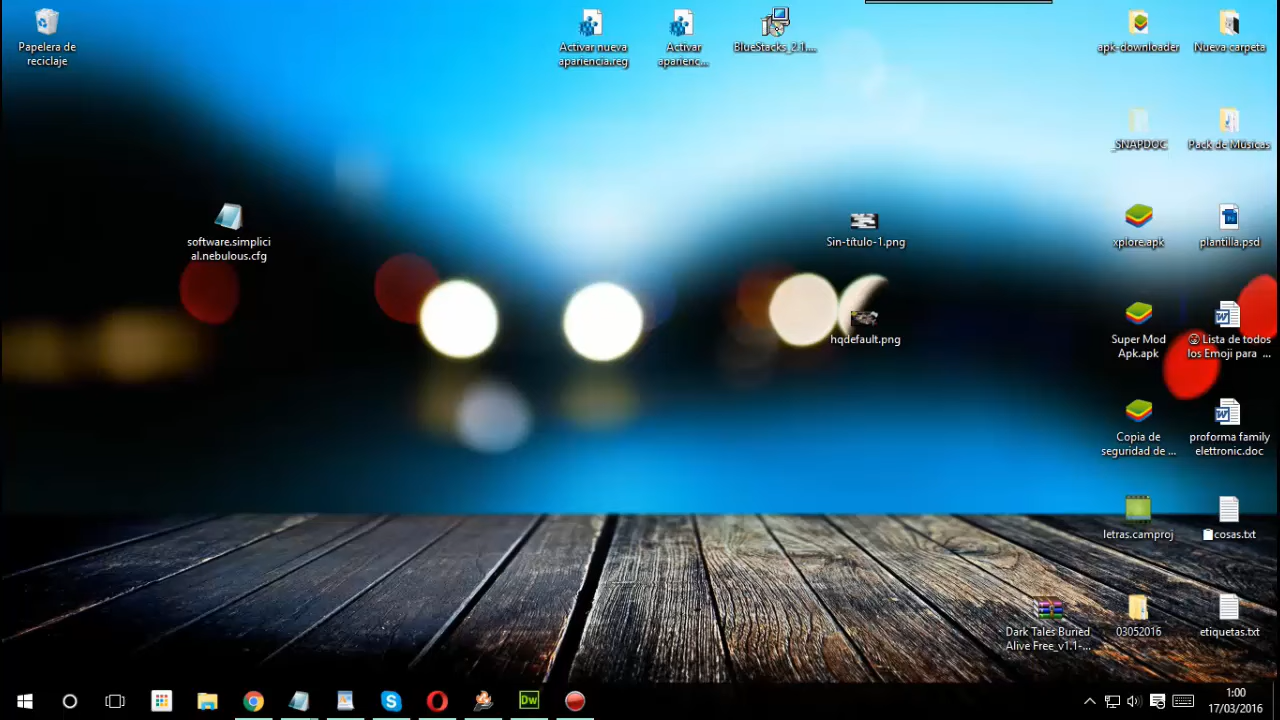 Papelera de
reciclaje
Activar nueva
apariencia.reg
Activar
aparienc...
BlueStacks_2.1....
apk-downloader
Nueva carpeta
_SNAPDOC
Pack de Músicas
software.simplici
al.nebulous.cfg
Sin-título-1.png
xplore.apk
plantilla.psd
hqdefault.png
Super Mod
Apk.apk
Lista de todos
los Emoji para ...
Copia de
seguridad de ...
proforma family
elettronic.doc
letras.camproj
cosas.txt
Dark Tales Buried
Alive Free_v1.1-...
03052016
etiquetas.txt
Dw
1:00
17/03/2016